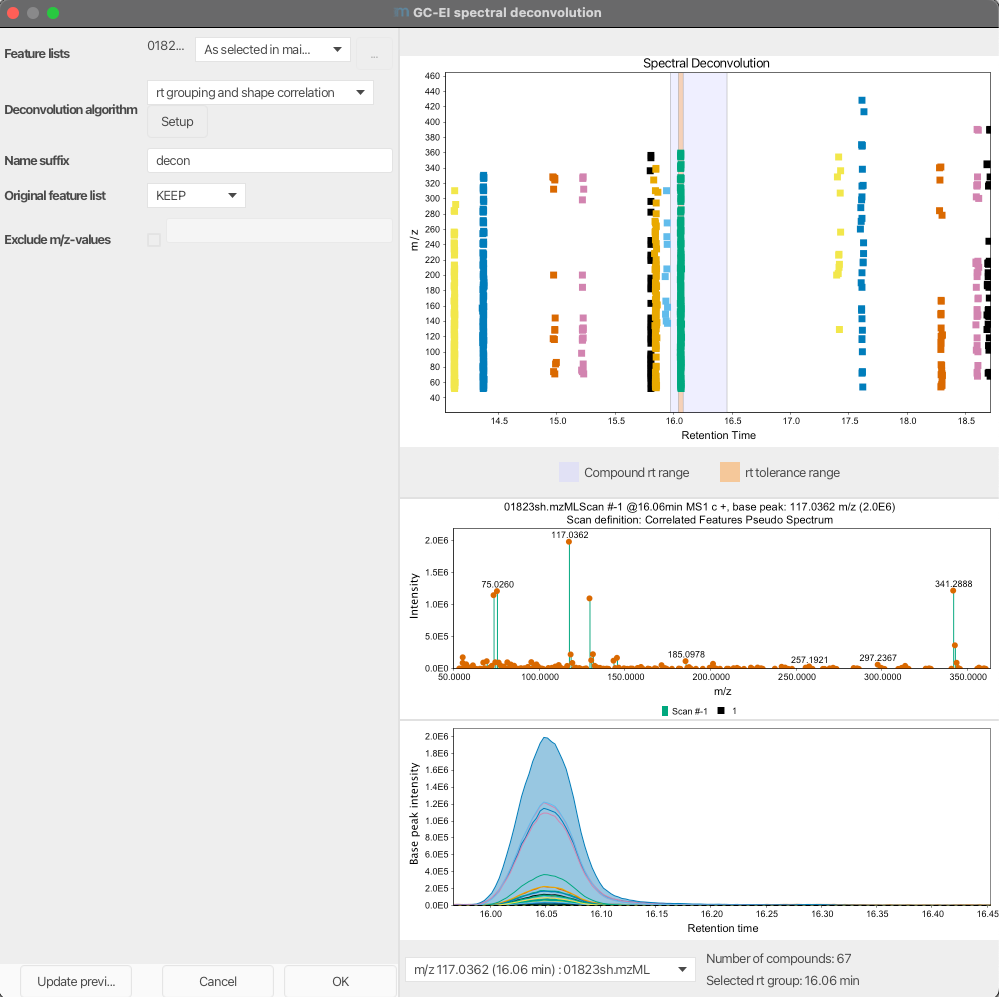 GC-EI spectral deconvolution
Feature lists
0182...
As selected in mai...
...
Deconvolution algorithm
rt grouping and shape correlation
Setup
Name suffix
decon
Original feature list
KEEP
Exclude m/z-values
Update previ...
Cancel
OK
Spectral Deconvolution
m/z
460
440
420
400
380
360
340
320
300
280
260
240
220
200
180
160
140
120
100
80
60
40
14.5 15.0 15.5 16.0 16.5 17.0 17.5 18.0 18.5
Retention Time
Compound rt range
rt tolerance range
01823sh.mzMLScan #-1 @16.06min MS1 c +, base peak: 117.0362 m/z (2.0E6)
Scan definition: Correlated Features Pseudo Spectrum
Intensity
2.0E6
1.5E6
1.0E6
5.0E5
0.0E0
117.0362
75.0260
341.2888
185.0978
257.1921
297.2367
50.0000 100.0000 150.0000 200.0000 250.0000 300.0000 350.0000
m/z
Scan #-1 1
Base peak intensity
2.0E6
1.8E6
1.6E6
1.4E6
1.2E6
1.0E6
8.0E5
6.0E5
4.0E5
2.0E5
0.0E0
16.00 16.05 16.10 16.15 16.20 16.25 16.30 16.35 16.40 16.45
Retention time
m/z 117.0362 (16.06 min) : 01823sh.mzML
Number of compounds: 67
Selected rt group: 16.06 min